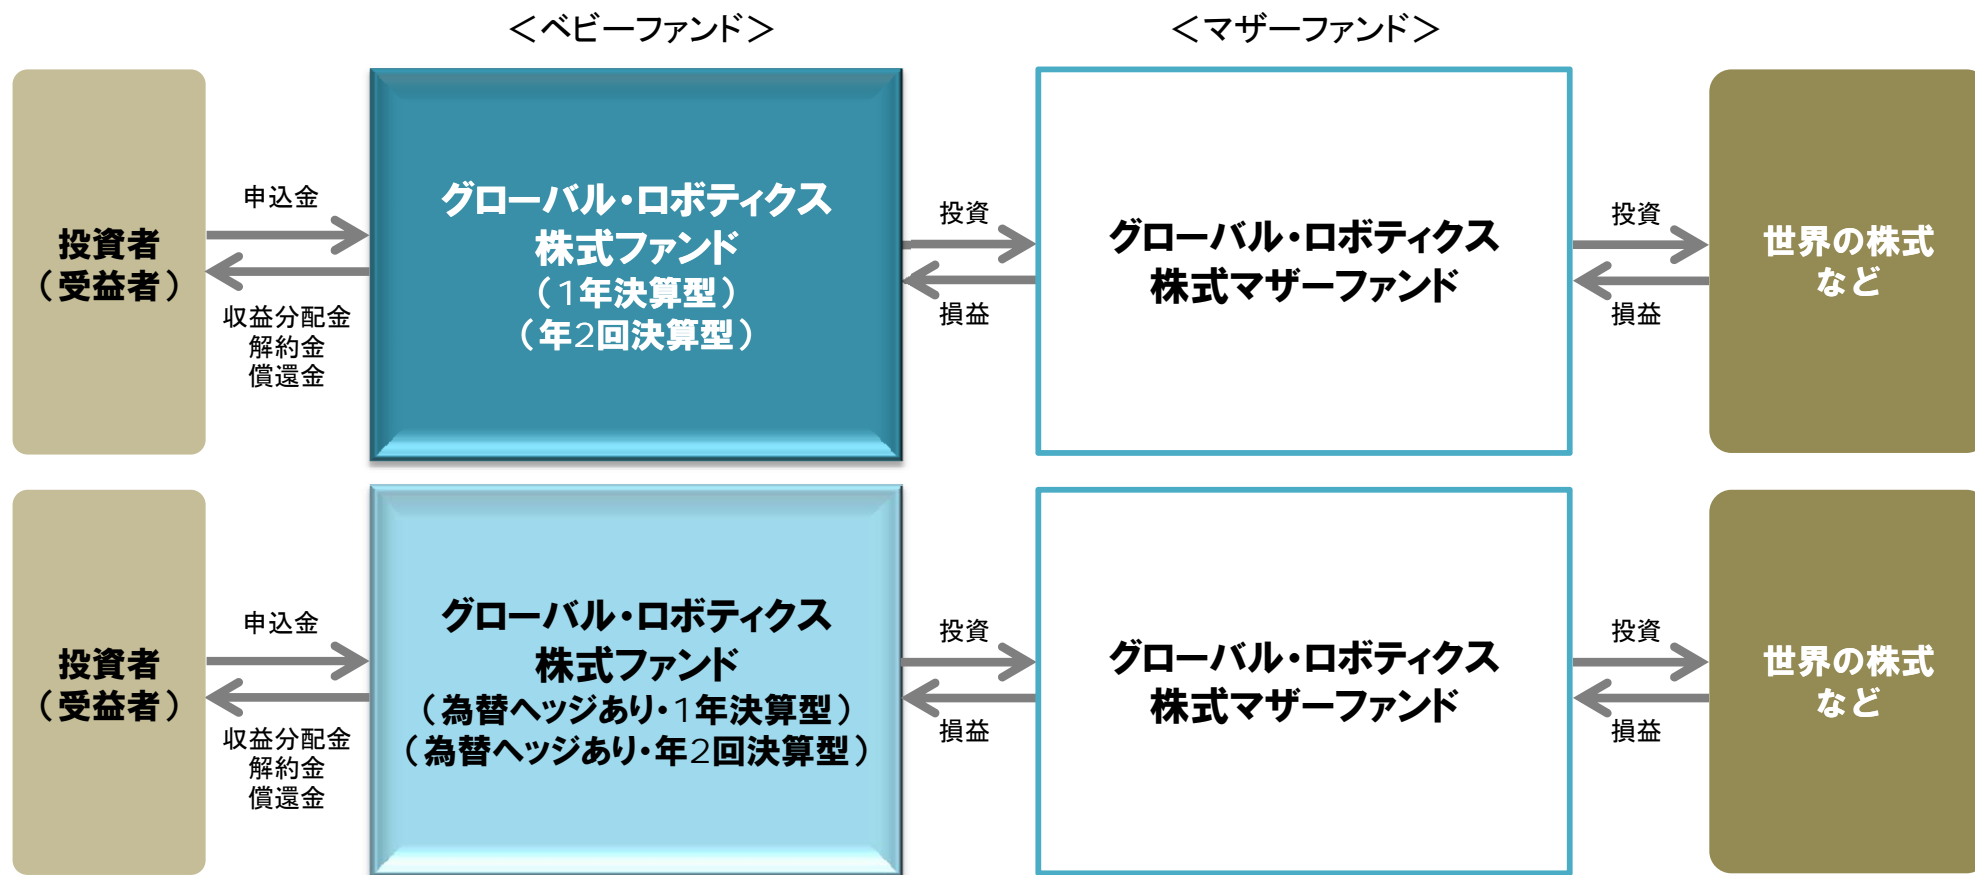 ＜ベビーファンド＞
＜マザーファンド＞
投資者
（受益者）
申込金
収益分配金
解約金
償還金
グローバル・ロボティクス
株式ファンド
（１年決算型）
（年２回決算型）
投資
損益
グローバル・ロボティクス
株式マザーファンド
投資
損益
世界の株式
など
投資者
（受益者）
申込金
収益分配金
解約金
償還金
グローバル・ロボティクス
株式ファンド
（為替ヘッジあり・１年決算型）
（為替ヘッジあり・年２回決算型）
投資
損益
グローバル・ロボティクス
株式マザーファンド
投資
損益
世界の株式
など